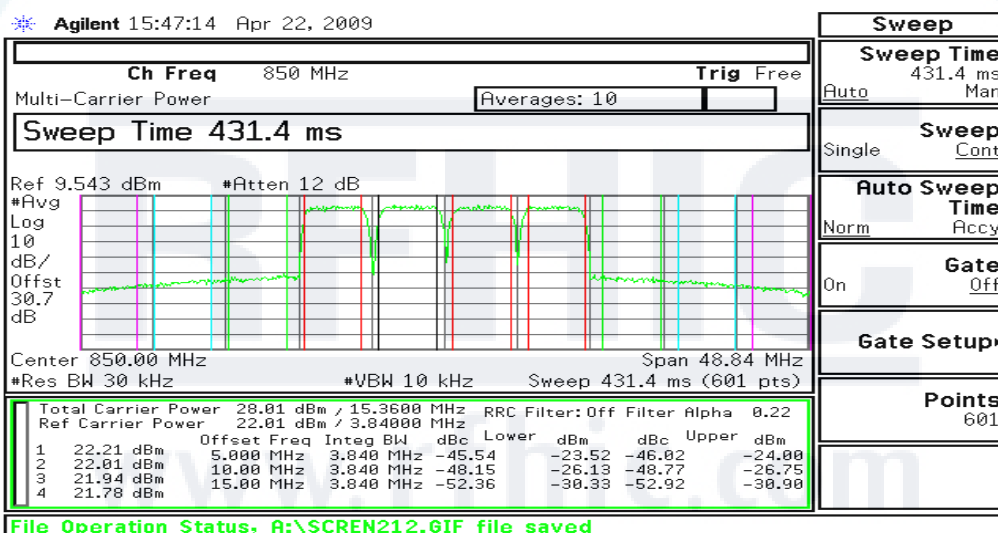 Agilent 15:47:14 Apr 22, 2009
Ch Freq 850 MHz Trig Free
Multi-Carrier Power Averages: 10
Sweep Time 431.4 ms
Ref 9.543 dBm #Atten 12 dB
#Avg
Log
10
dB/
Offst
30.7
dB
Center 850.00 MHz Span 48.84 MHz
#Res BW 30 kHz #VBW 10 kHz Sweep 431.4 ms (601 pts)
Total Carrier Power 28.01 dBm / 15.3600 MHz RRC Filter: Off Filter Alpha 0.22
Ref Carrier Power 22.01 dBm / 3.84000 MHz
Offset Freq Integ BW dBc Lower dBm dBc Upper dBm
1 22.21 dBm 5.000 MHz 3.840 MHz -45.54 -23.52 -46.02 -24.00
2 22.01 dBm 10.00 MHz 3.840 MHz -48.15 -26.13 -48.77 -26.75
3 21.94 dBm 15.00 MHz 3.840 MHz -52.36 -30.33 -52.92 -30.90
4 21.78 dBm
File Operation Status, A:\SCREN212.GIF file saved
Sweep
Sweep Time
431.4 ms
Auto Man
Sweep
Single Cont
Auto Sweep
Time
Norm Accy
Gate
On Off
Gate Setup
Points
601
RFHIC
www.rfhic.com